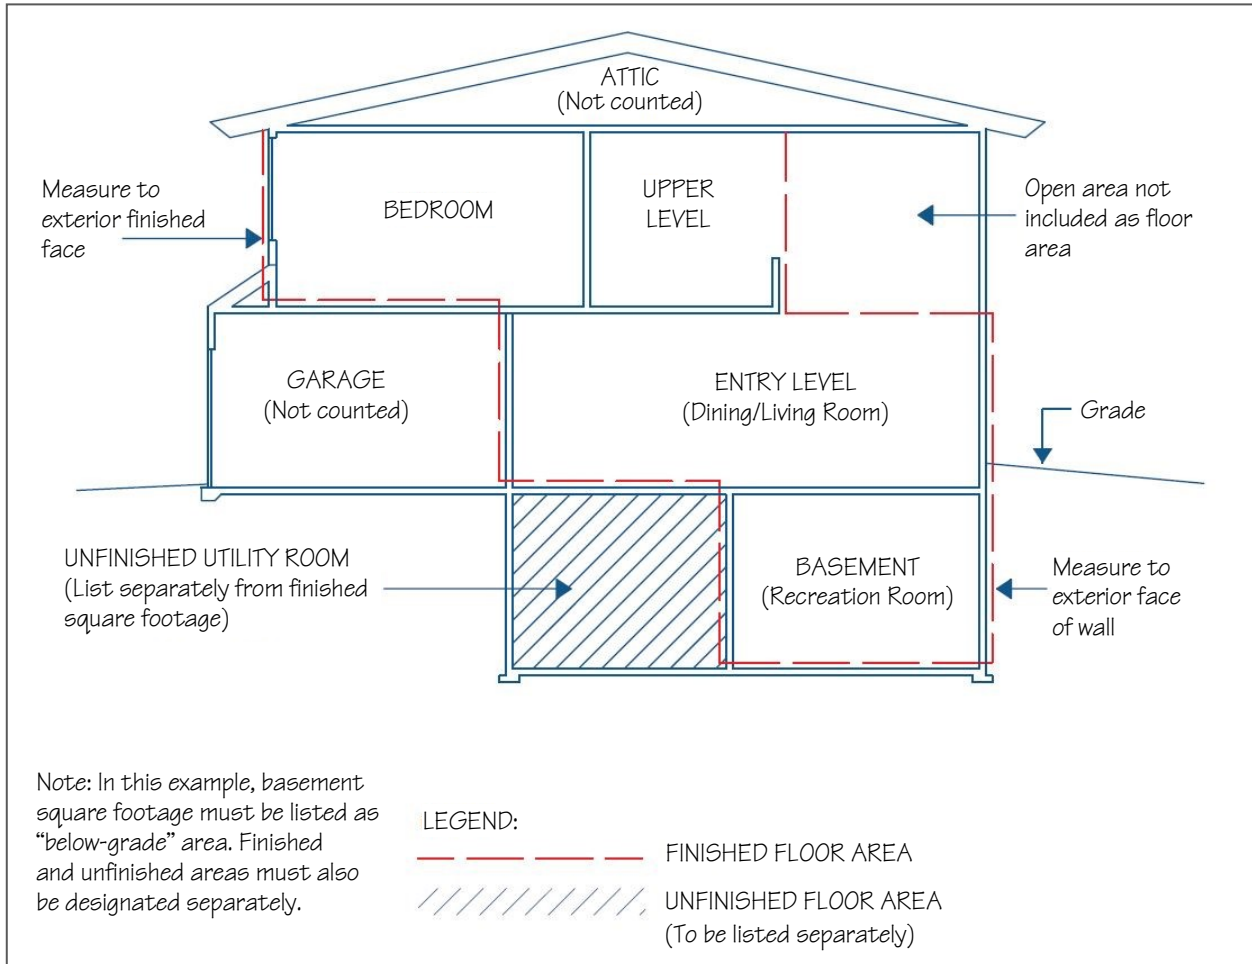 ATTIC
(Not counted)
Measure to
exterior finished
face
BEDROOM
UPPER
LEVEL
Open area not
included as floor
area
GARAGE
(Not counted)
ENTRY LEVEL
(Dining/Living Room)
Grade
UNFINISHED UTILITY ROOM
(List separately from finished
square footage)
BASEMENT
(Recreation Room)
Measure to
exterior face
of wall
Note: In this example, basement
square footage must be listed as
“below-grade” area. Finished
and unfinished areas must also
be designated separately.
LEGEND:
FINISHED FLOOR AREA
UNFINISHED FLOOR AREA
(To be listed separately)